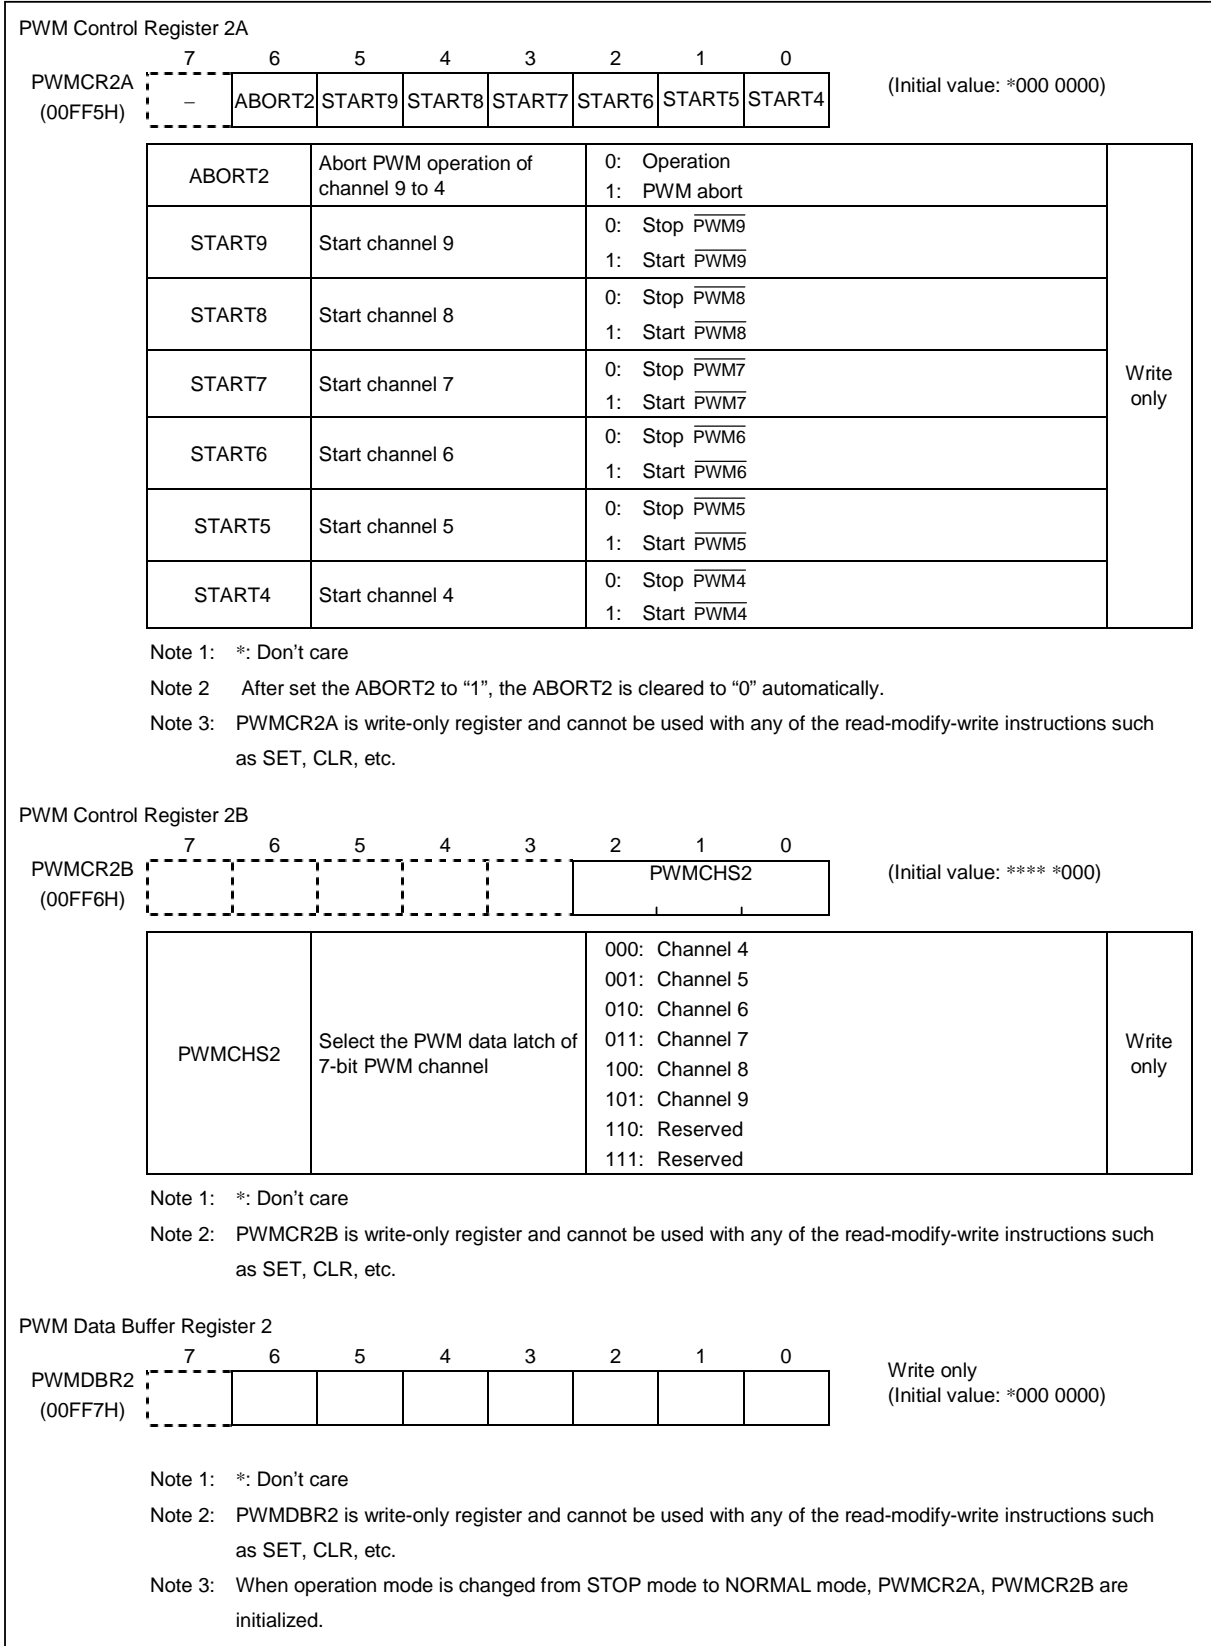 PWM Control Register 2A
7 6 5 4 3 2 1 0
PWMCR2A
(00FF5H)
– ABORT2 START9 START8 START7 START6 START5 START4
(Initial value: *000 0000)
ABORT2
Abort PWM operation of
channel 9 to 4
0: Operation
1: PWM abort
START9
Start channel 9
0: Stop P̅W̅M̅9̅
1: Start P̅W̅M̅9̅
START8
Start channel 8
0: Stop P̅W̅M̅8̅
1: Start P̅W̅M̅8̅
START7
Start channel 7
0: Stop P̅W̅M̅7̅
1: Start P̅W̅M̅7̅
START6
Start channel 6
0: Stop P̅W̅M̅6̅
1: Start P̅W̅M̅6̅
START5
Start channel 5
0: Stop P̅W̅M̅5̅
1: Start P̅W̅M̅5̅
START4
Start channel 4
0: Stop P̅W̅M̅4̅
1: Start P̅W̅M̅4̅
Write
only
Note 1: *: Don’t care
Note 2 After set the ABORT2 to “1”, the ABORT2 is cleared to “0” automatically.
Note 3: PWMCR2A is write-only register and cannot be used with any of the read-modify-write instructions such
as SET, CLR, etc.
PWM Control Register 2B
7 6 5 4 3 2 1 0
PWMCR2B
(00FF6H)
PWMCHS2
(Initial value: **** *000)
PWMCHS2
Select the PWM data latch of
7-bit PWM channel
000: Channel 4
001: Channel 5
010: Channel 6
011: Channel 7
100: Channel 8
101: Channel 9
110: Reserved
111: Reserved
Write
only
Note 1: *: Don’t care
Note 2: PWMCR2B is write-only register and cannot be used with any of the read-modify-write instructions such
as SET, CLR, etc.
PWM Data Buffer Register 2
7 6 5 4 3 2 1 0
PWMDBR2
(00FF7H)
Write only
(Initial value: *000 0000)
Note 1: *: Don’t care
Note 2: PWMDBR2 is write-only register and cannot be used with any of the read-modify-write instructions such
as SET, CLR, etc.
Note 3: When operation mode is changed from STOP mode to NORMAL mode, PWMCR2A, PWMCR2B are
initialized.